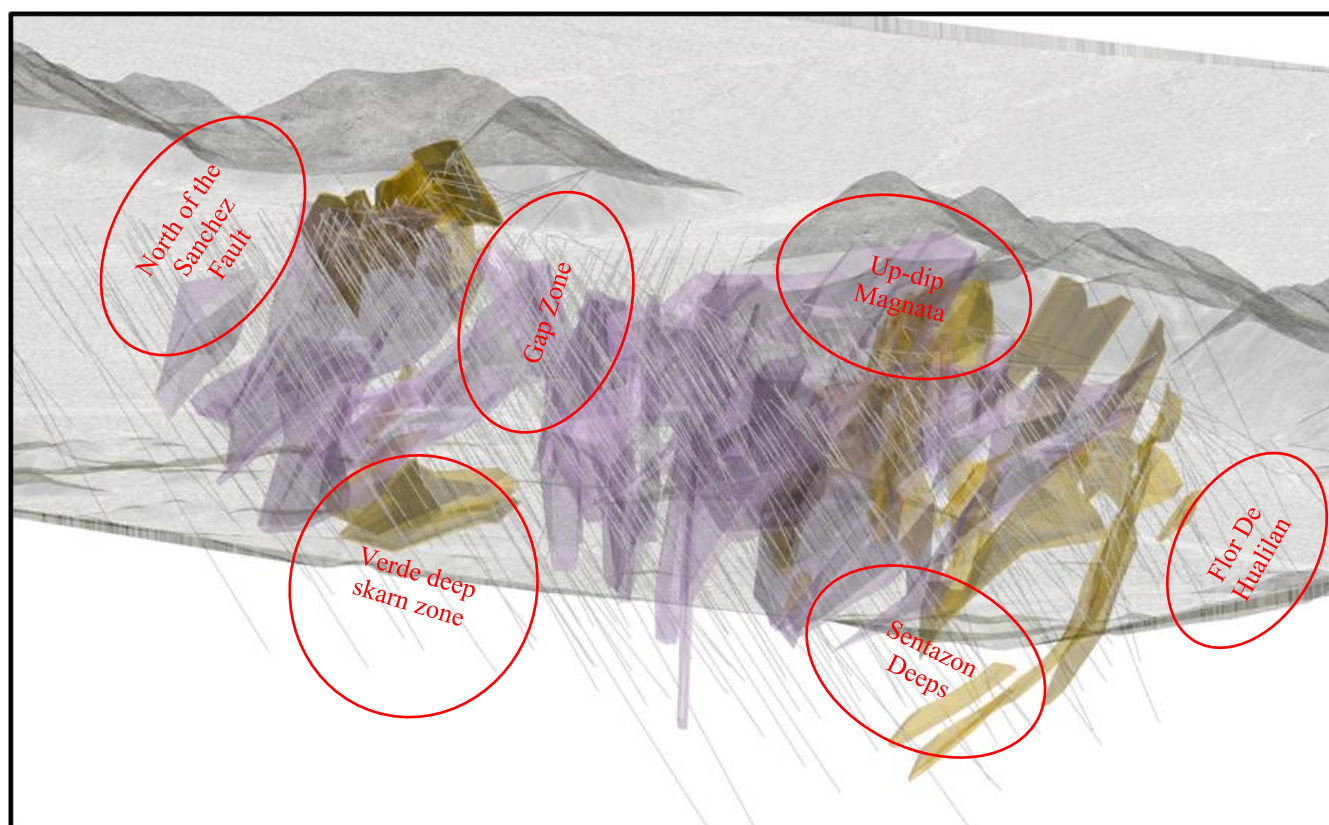 North of the
Sanchez
Fault
Gap Zone
Up-dip
Magnata
Verde deep
skarn zone
Sentazon
Deeps
Flor De
Hualilan